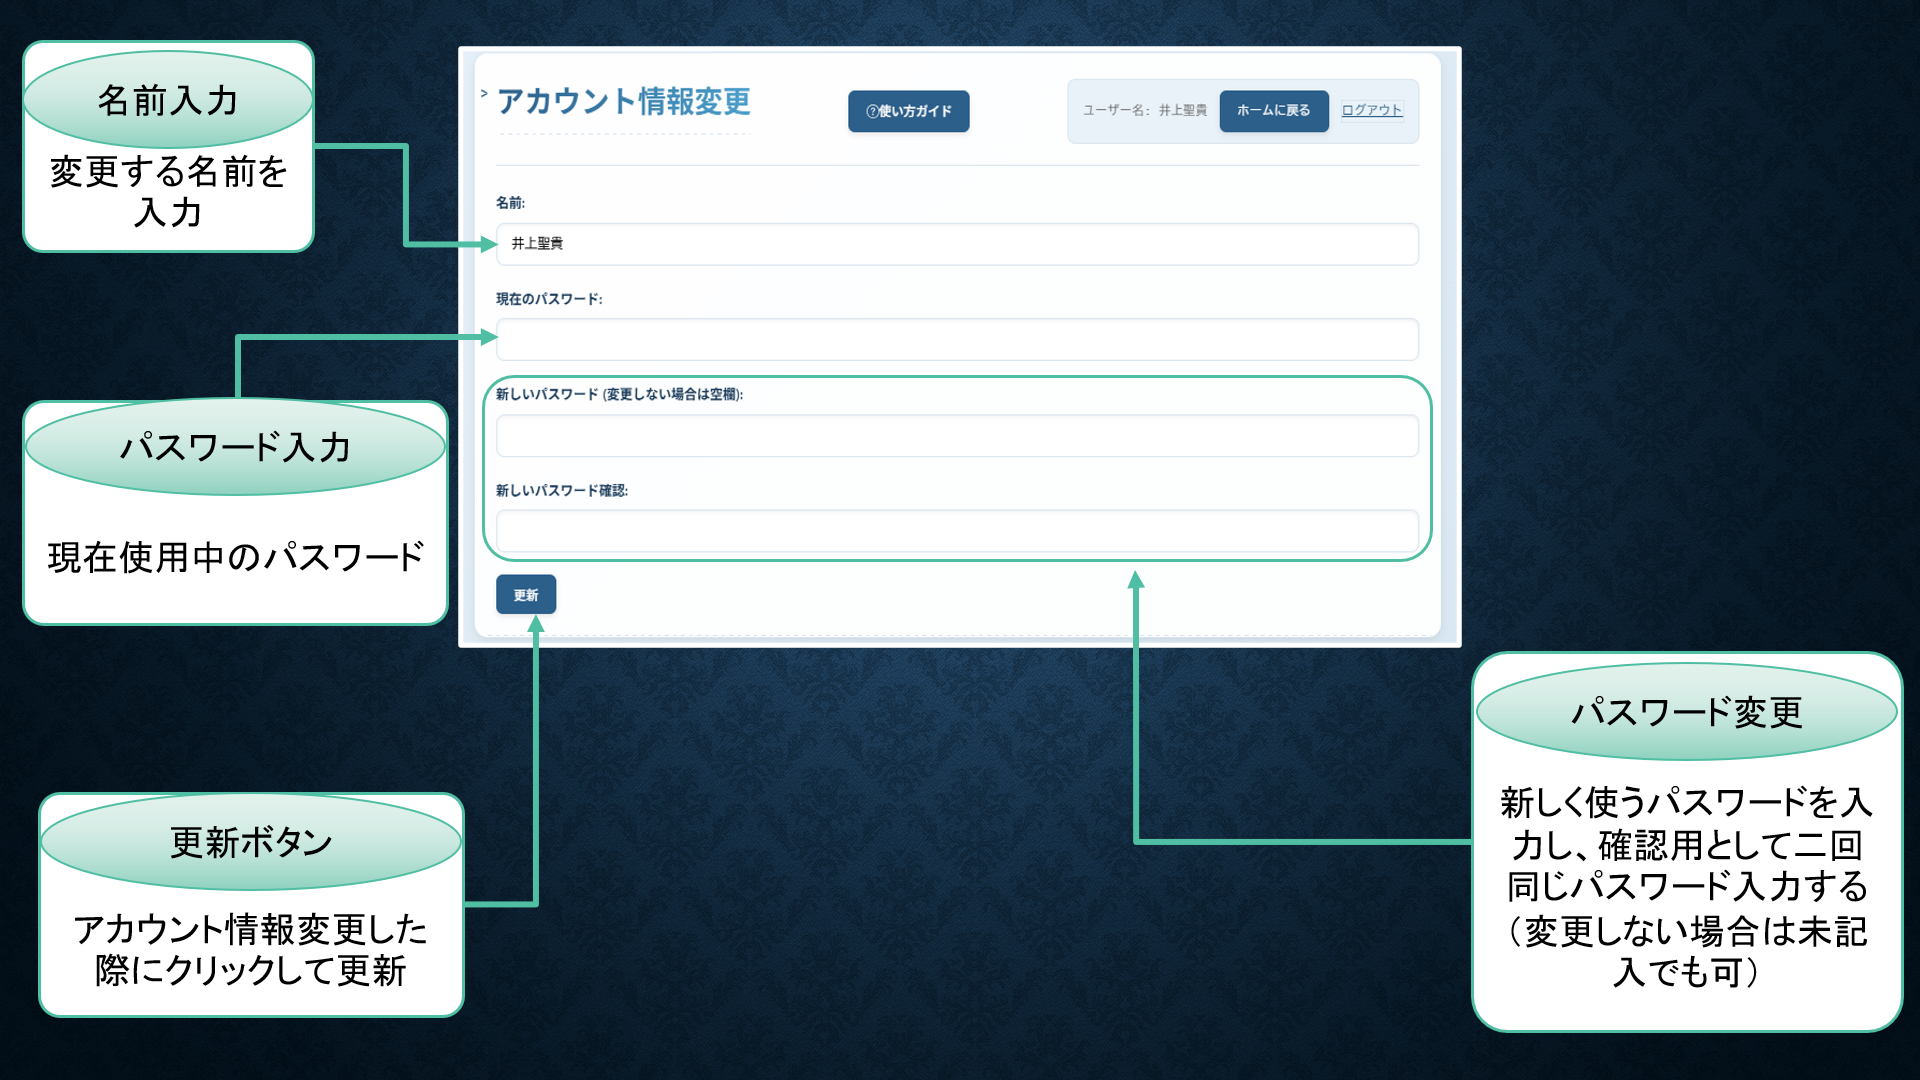 名前入力
変更する名前を
入力
パスワード入力
現在使用中のパスワード
更新ボタン
アカウント情報変更した
際にクリックして更新
> アカウント情報変更
?使い方ガイド
ユーザー名: 井上聖貴
ホームに戻る
ログアウト
名前:
井上聖貴
現在のパスワード:
新しいパスワード (変更しない場合は空欄):
新しいパスワード確認:
更新
パスワード変更
新しく使うパスワードを入
力し、確認用として二回
同じパスワード入力する
（変更しない場合は未記
入でも可）